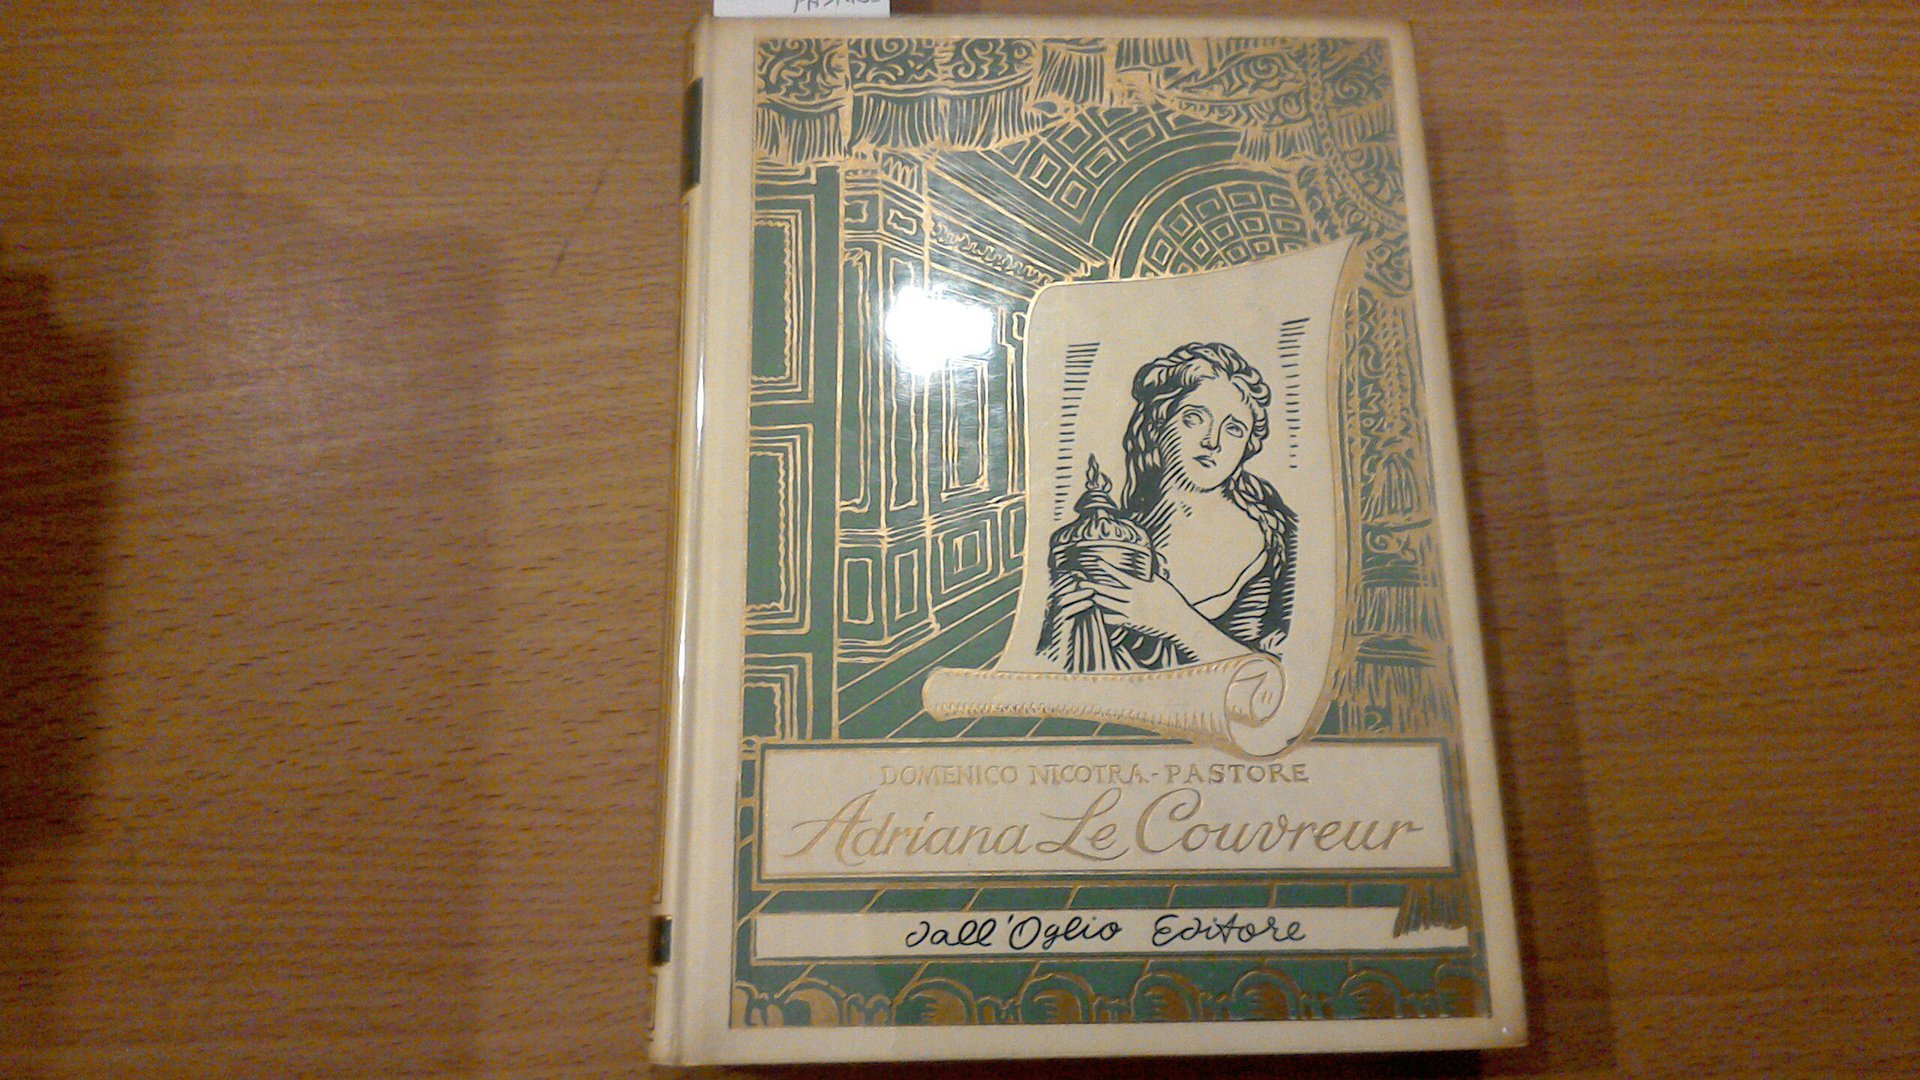 DOMENICO NICOTRA-PASTORE
Adriana Le Couvreur
dall'Oglio Editore